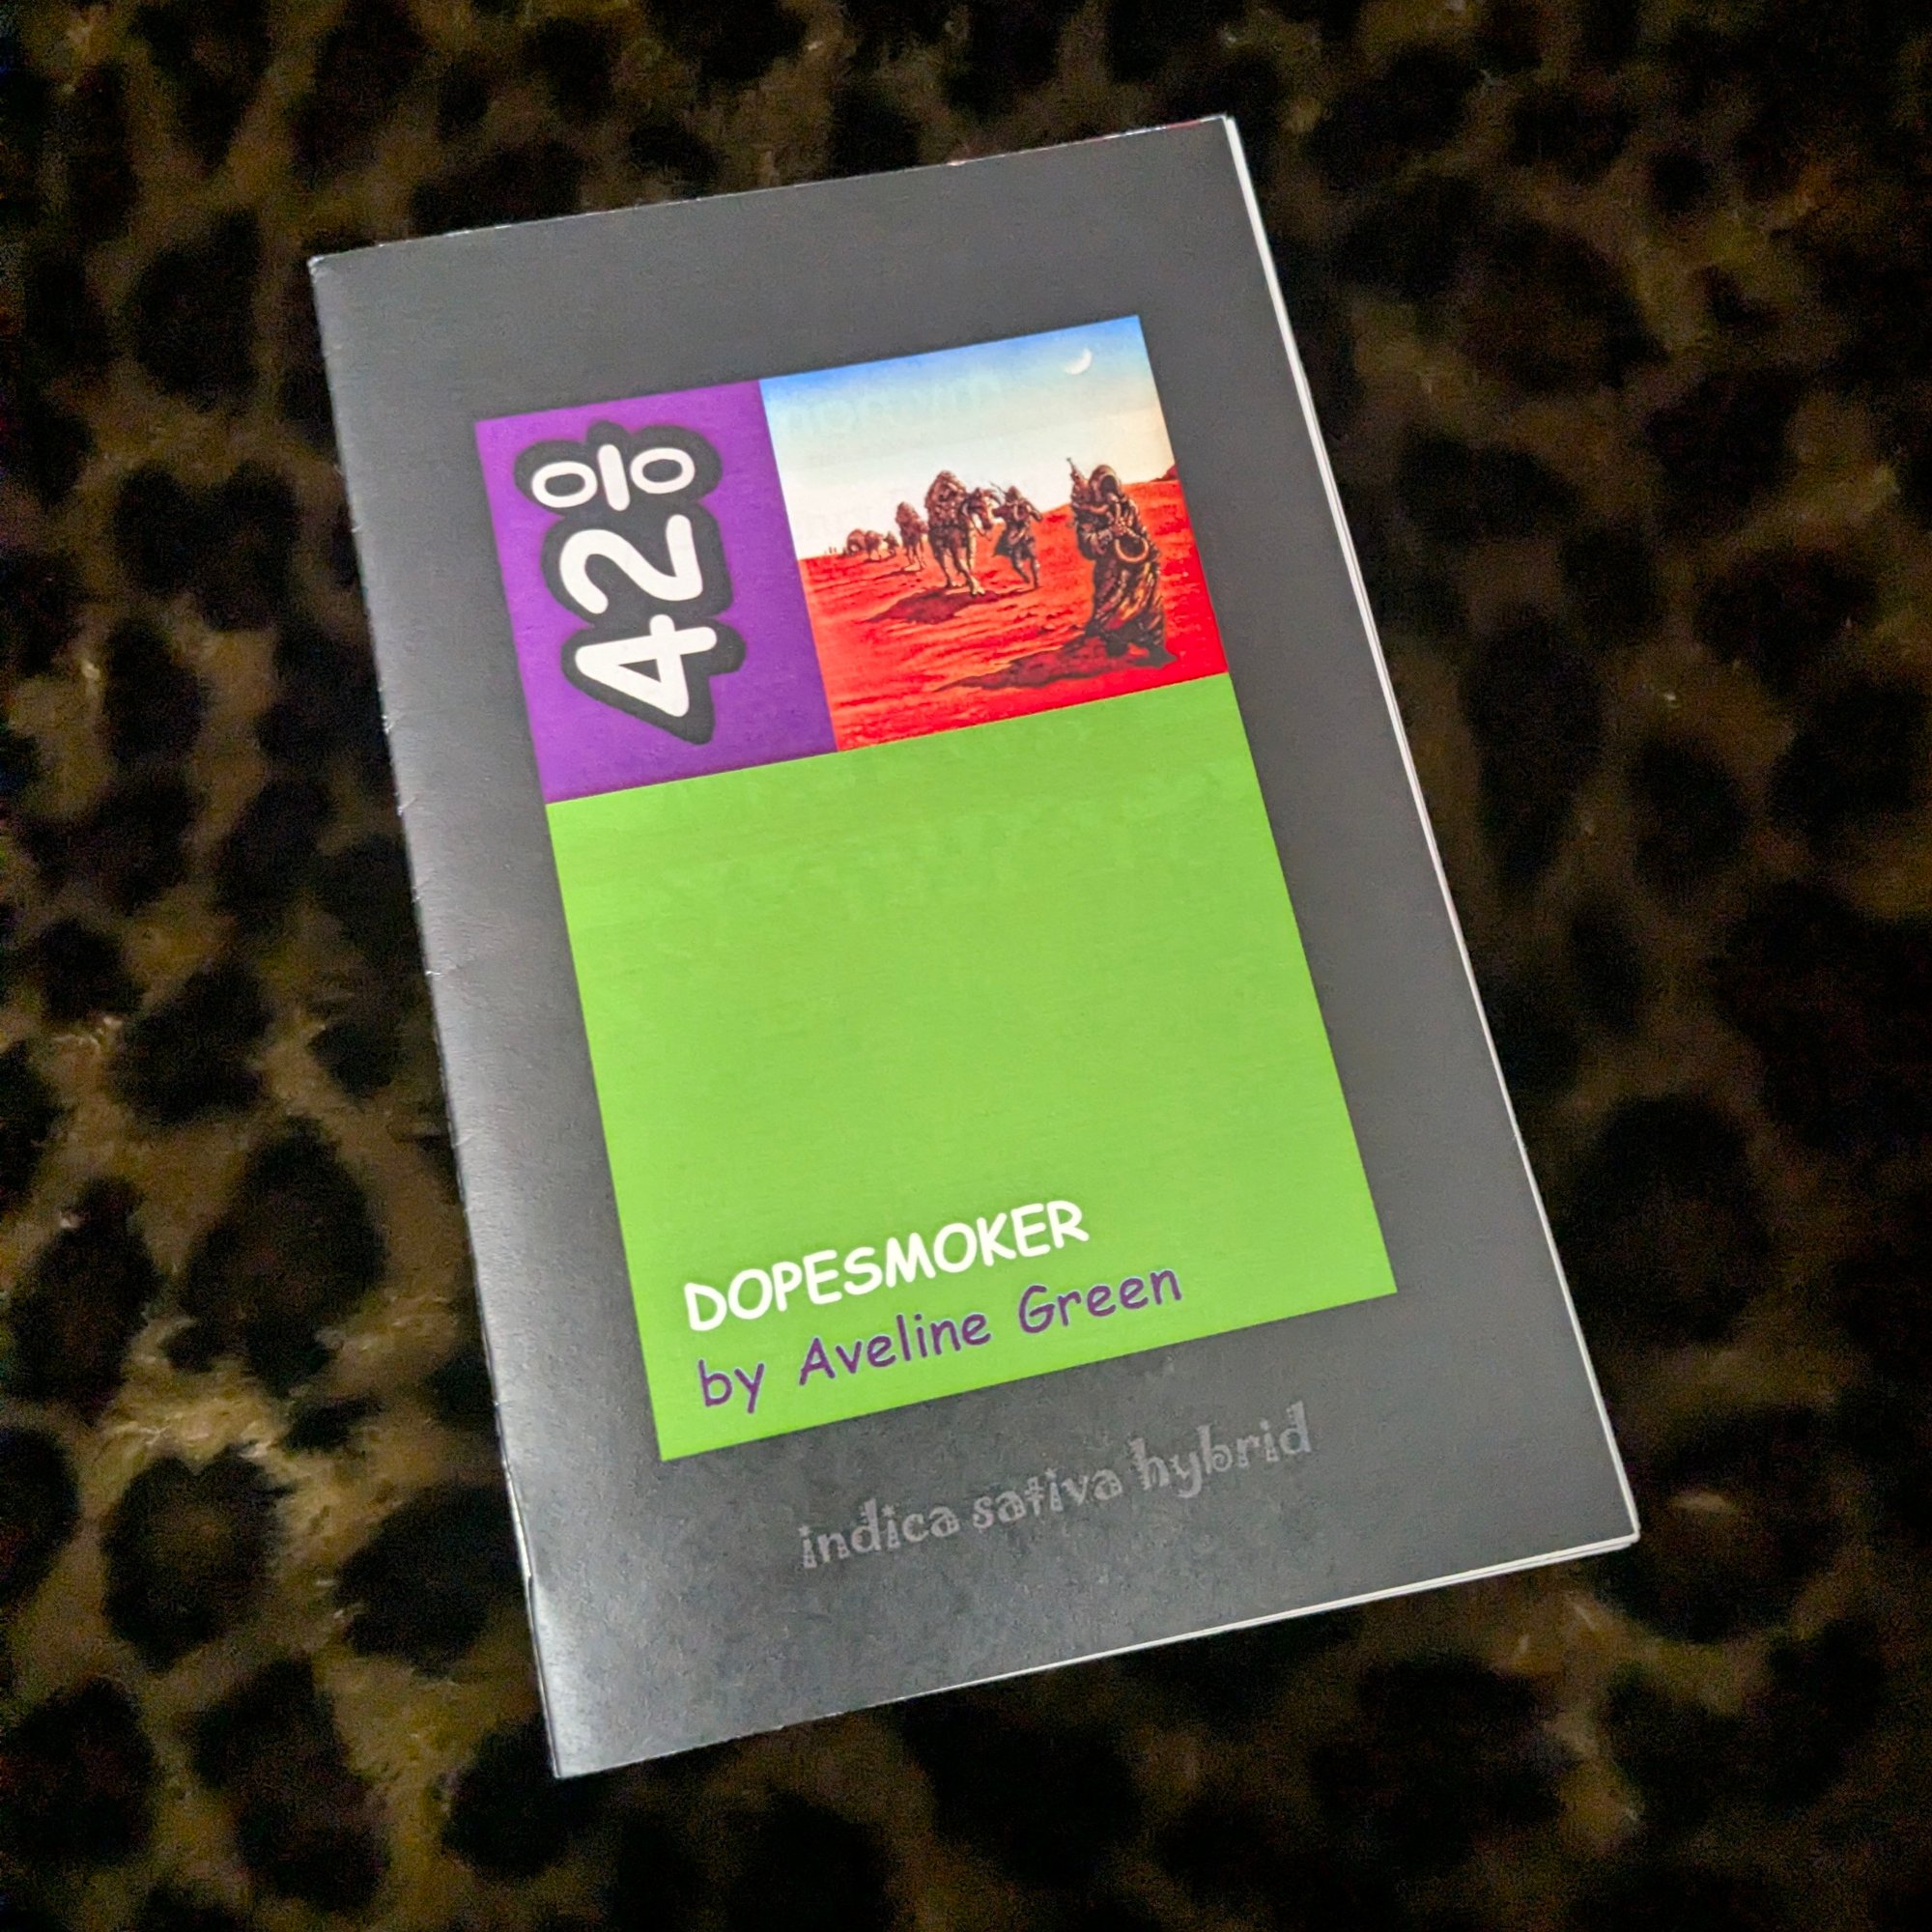 42%
DOPESMOKER
by Aveline Green
indica sativa hybrid